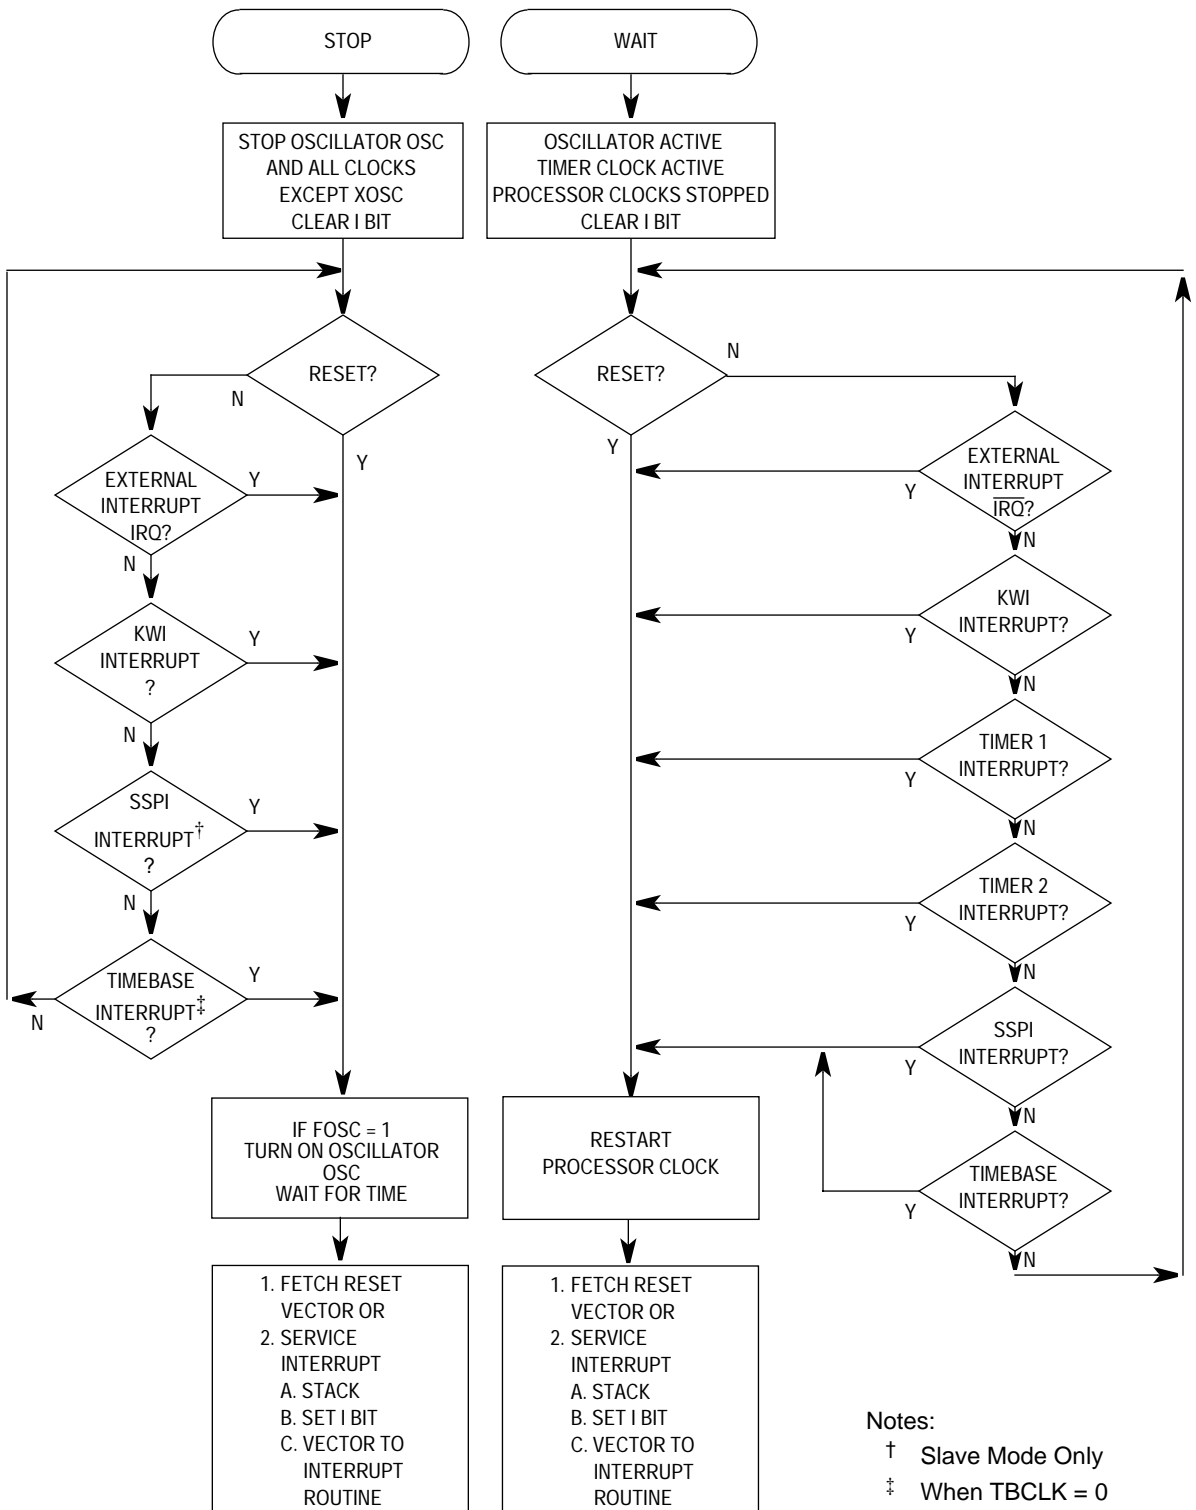 STOP
STOP OSCILLATOR OSC
AND ALL CLOCKS
EXCEPT XOSC
CLEAR I BIT
RESET?
N
Y
EXTERNAL
INTERRUPT
IRQ?
Y
N
KWI
INTERRUPT
?
Y
N
SSPI
INTERRUPT†
?
Y
N
TIMEBASE
INTERRUPT‡
?
Y
N
IF FOSC = 1
TURN ON OSCILLATOR
OSC
WAIT FOR TIME
1. FETCH RESET
VECTOR OR
2. SERVICE
INTERRUPT
A. STACK
B. SET I BIT
C. VECTOR TO
INTERRUPT
ROUTINE
WAIT
OSCILLATOR ACTIVE
TIMER CLOCK ACTIVE
PROCESSOR CLOCKS STOPPED
CLEAR I BIT
RESET?
N
Y
EXTERNAL
INTERRUPT
I̅R̅Q̅?
Y
N
KWI
INTERRUPT?
Y
N
TIMER 1
INTERRUPT?
Y
N
TIMER 2
INTERRUPT?
Y
N
SSPI
INTERRUPT?
Y
N
TIMEBASE
INTERRUPT?
Y
N
RESTART
PROCESSOR CLOCK
1. FETCH RESET
VECTOR OR
2. SERVICE
INTERRUPT
A. STACK
B. SET I BIT
C. VECTOR TO
INTERRUPT
ROUTINE
Notes:
† Slave Mode Only
‡ When TBCLK = 0